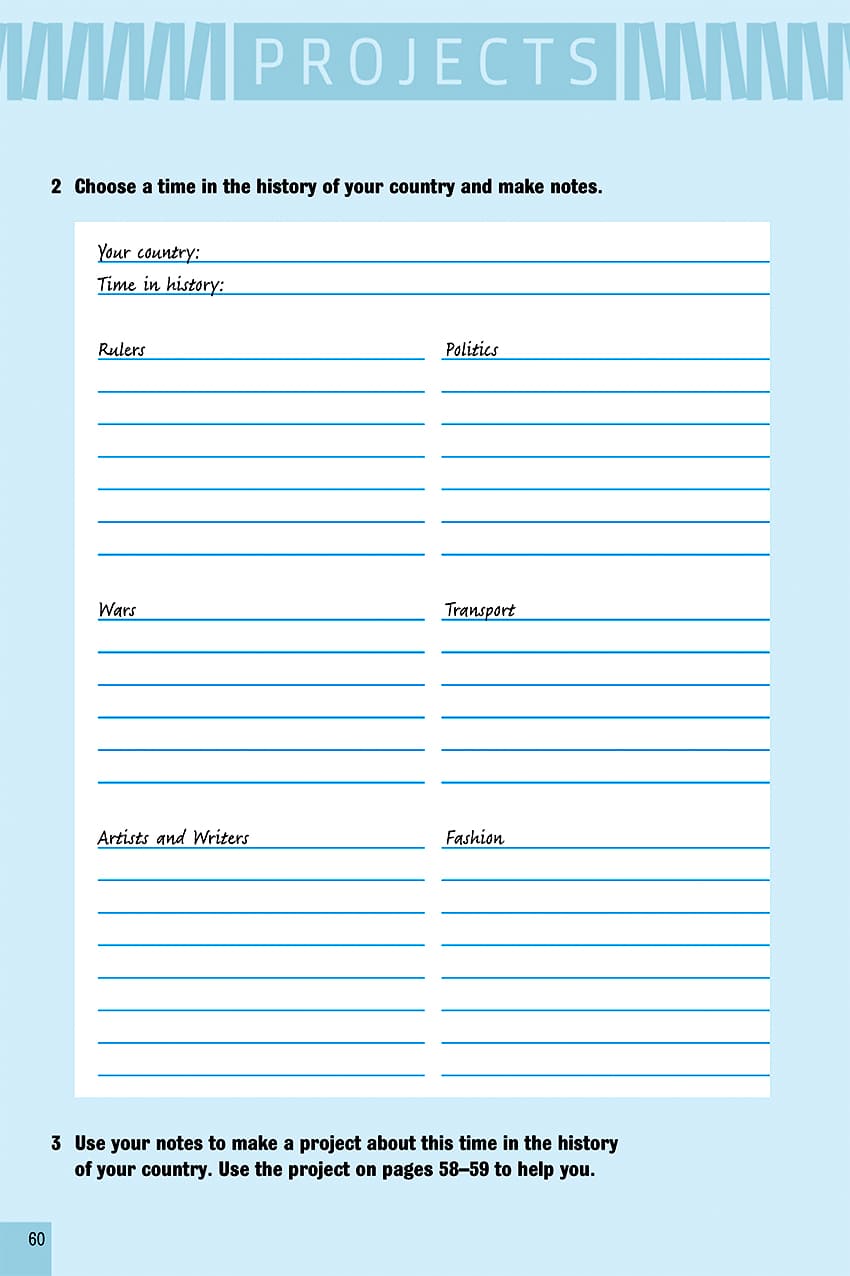 PROJECTS
2 Choose a time in the history of your country and make notes.
Your country:
Time in history:
Rulers
Politics
Wars
Transport
Artists and Writers
Fashion
3 Use your notes to make a project about this time in the history
of your country. Use the project on pages 58–59 to help you.
60